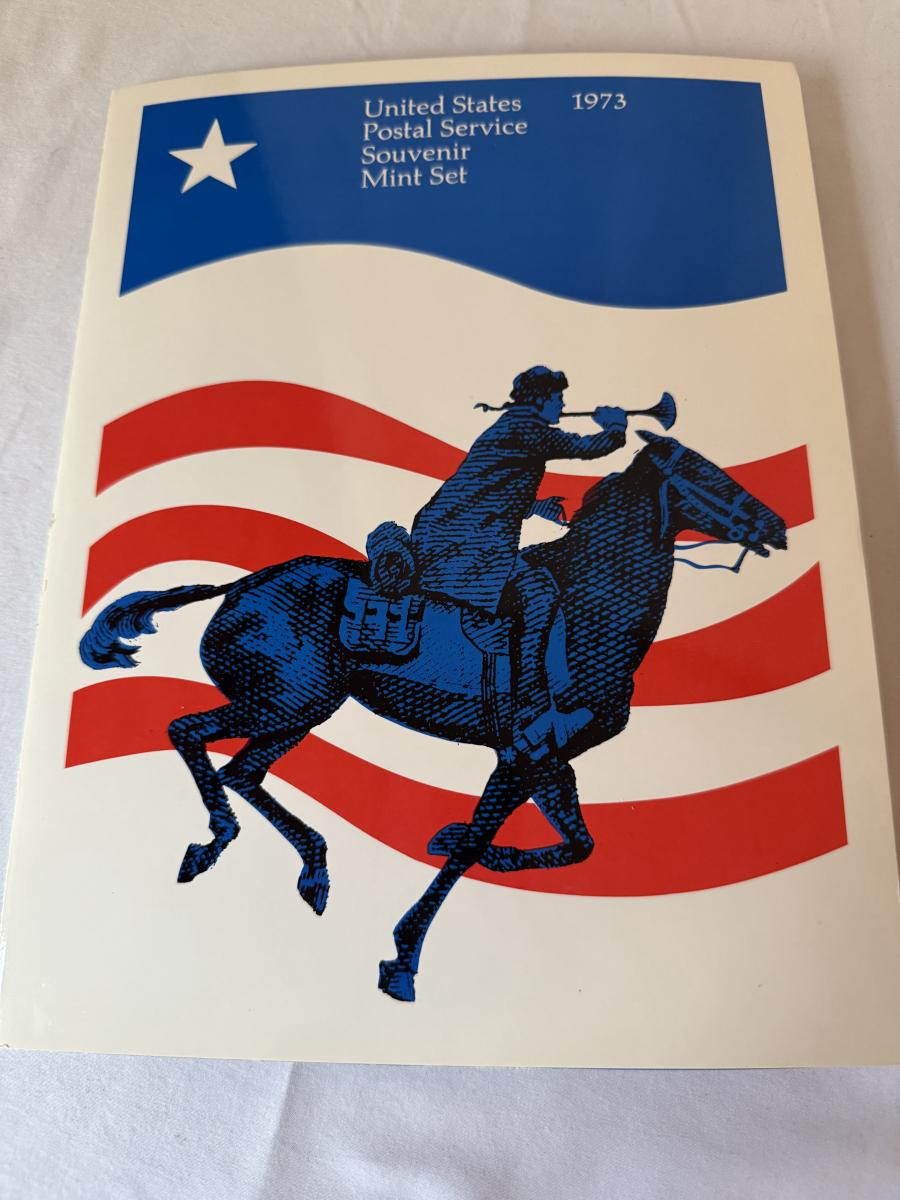 United States
Postal Service
Souvenir
Mint Set
1973